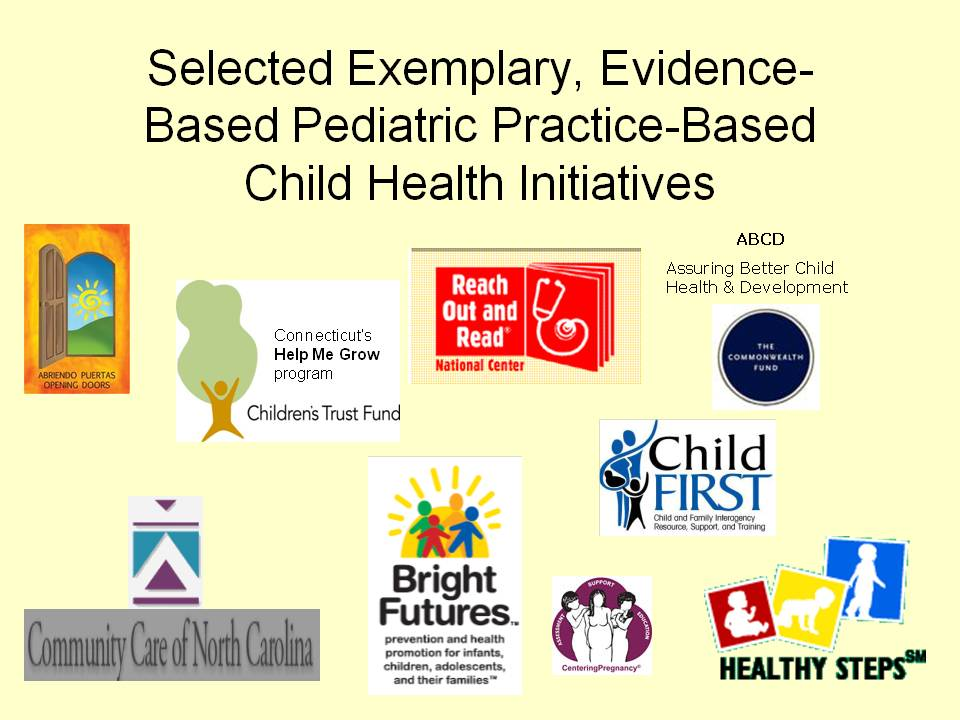 Selected Exemplary, Evidence-
Based Pediatric Practice-Based
Child Health Initiatives
ABRIENDO PUERTAS
OPENING DOORS
Connecticut's
Help Me Grow
program
Children's Trust Fund
Reach
Out and
Read®
National Center
ABCD
Assuring Better Child
Health & Development
THE
COMMONWEALTH
FUND
Child
FIRST
Child and Family Interagency
Resource, Support, and Training
Community Care of North Carolina
Bright
Futures™
prevention and health
promotion for infants,
children, adolescents,
and their families™
ASSESSMENT
SUPPORT
EDUCATION
CenteringPregnancy®
HEALTHY STEPS℠